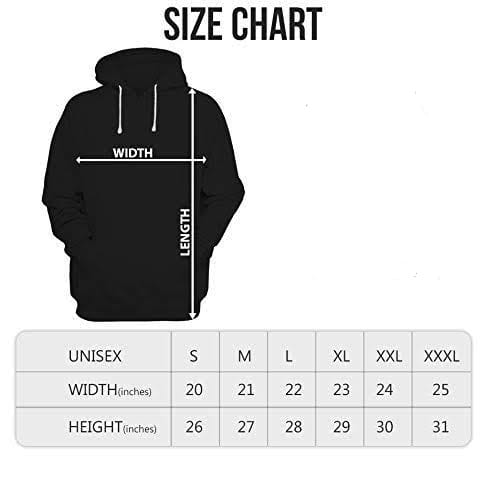 SIZE CHART
WIDTH
LENGTH
UNISEX S M L XL XXL XXXL
WIDTH(inches) 20 21 22 23 24 25
HEIGHT(inches) 26 27 28 29 30 31